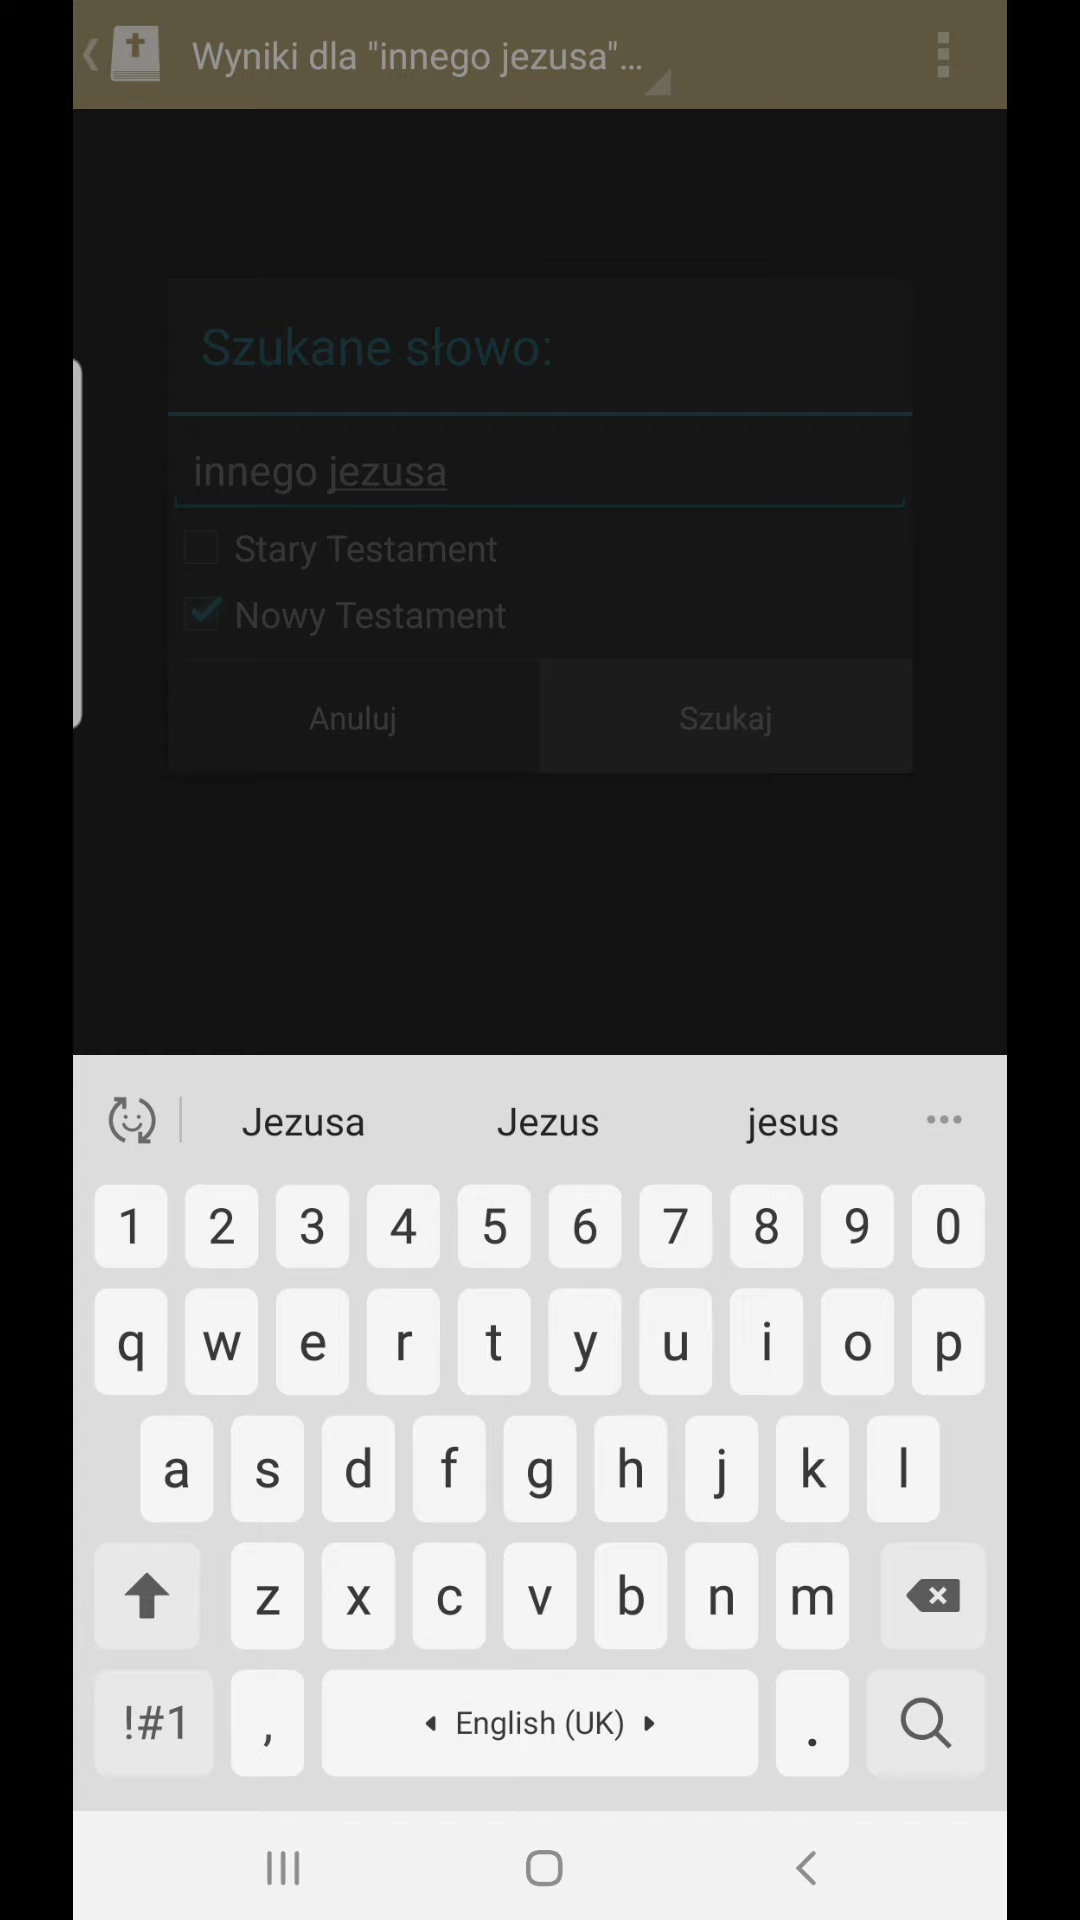 Wyniki dla "innego jezusa"...
Szukane słowo:
innego jezusa
Stary Testament
Nowy Testament
Anuluj Szukaj
Jezusa Jezus jesus
1 2 3 4 5 6 7 8 9 0
q w e r t y u i o p
a s d f g h j k l
z x c v b n m
!#1 , English (UK) .